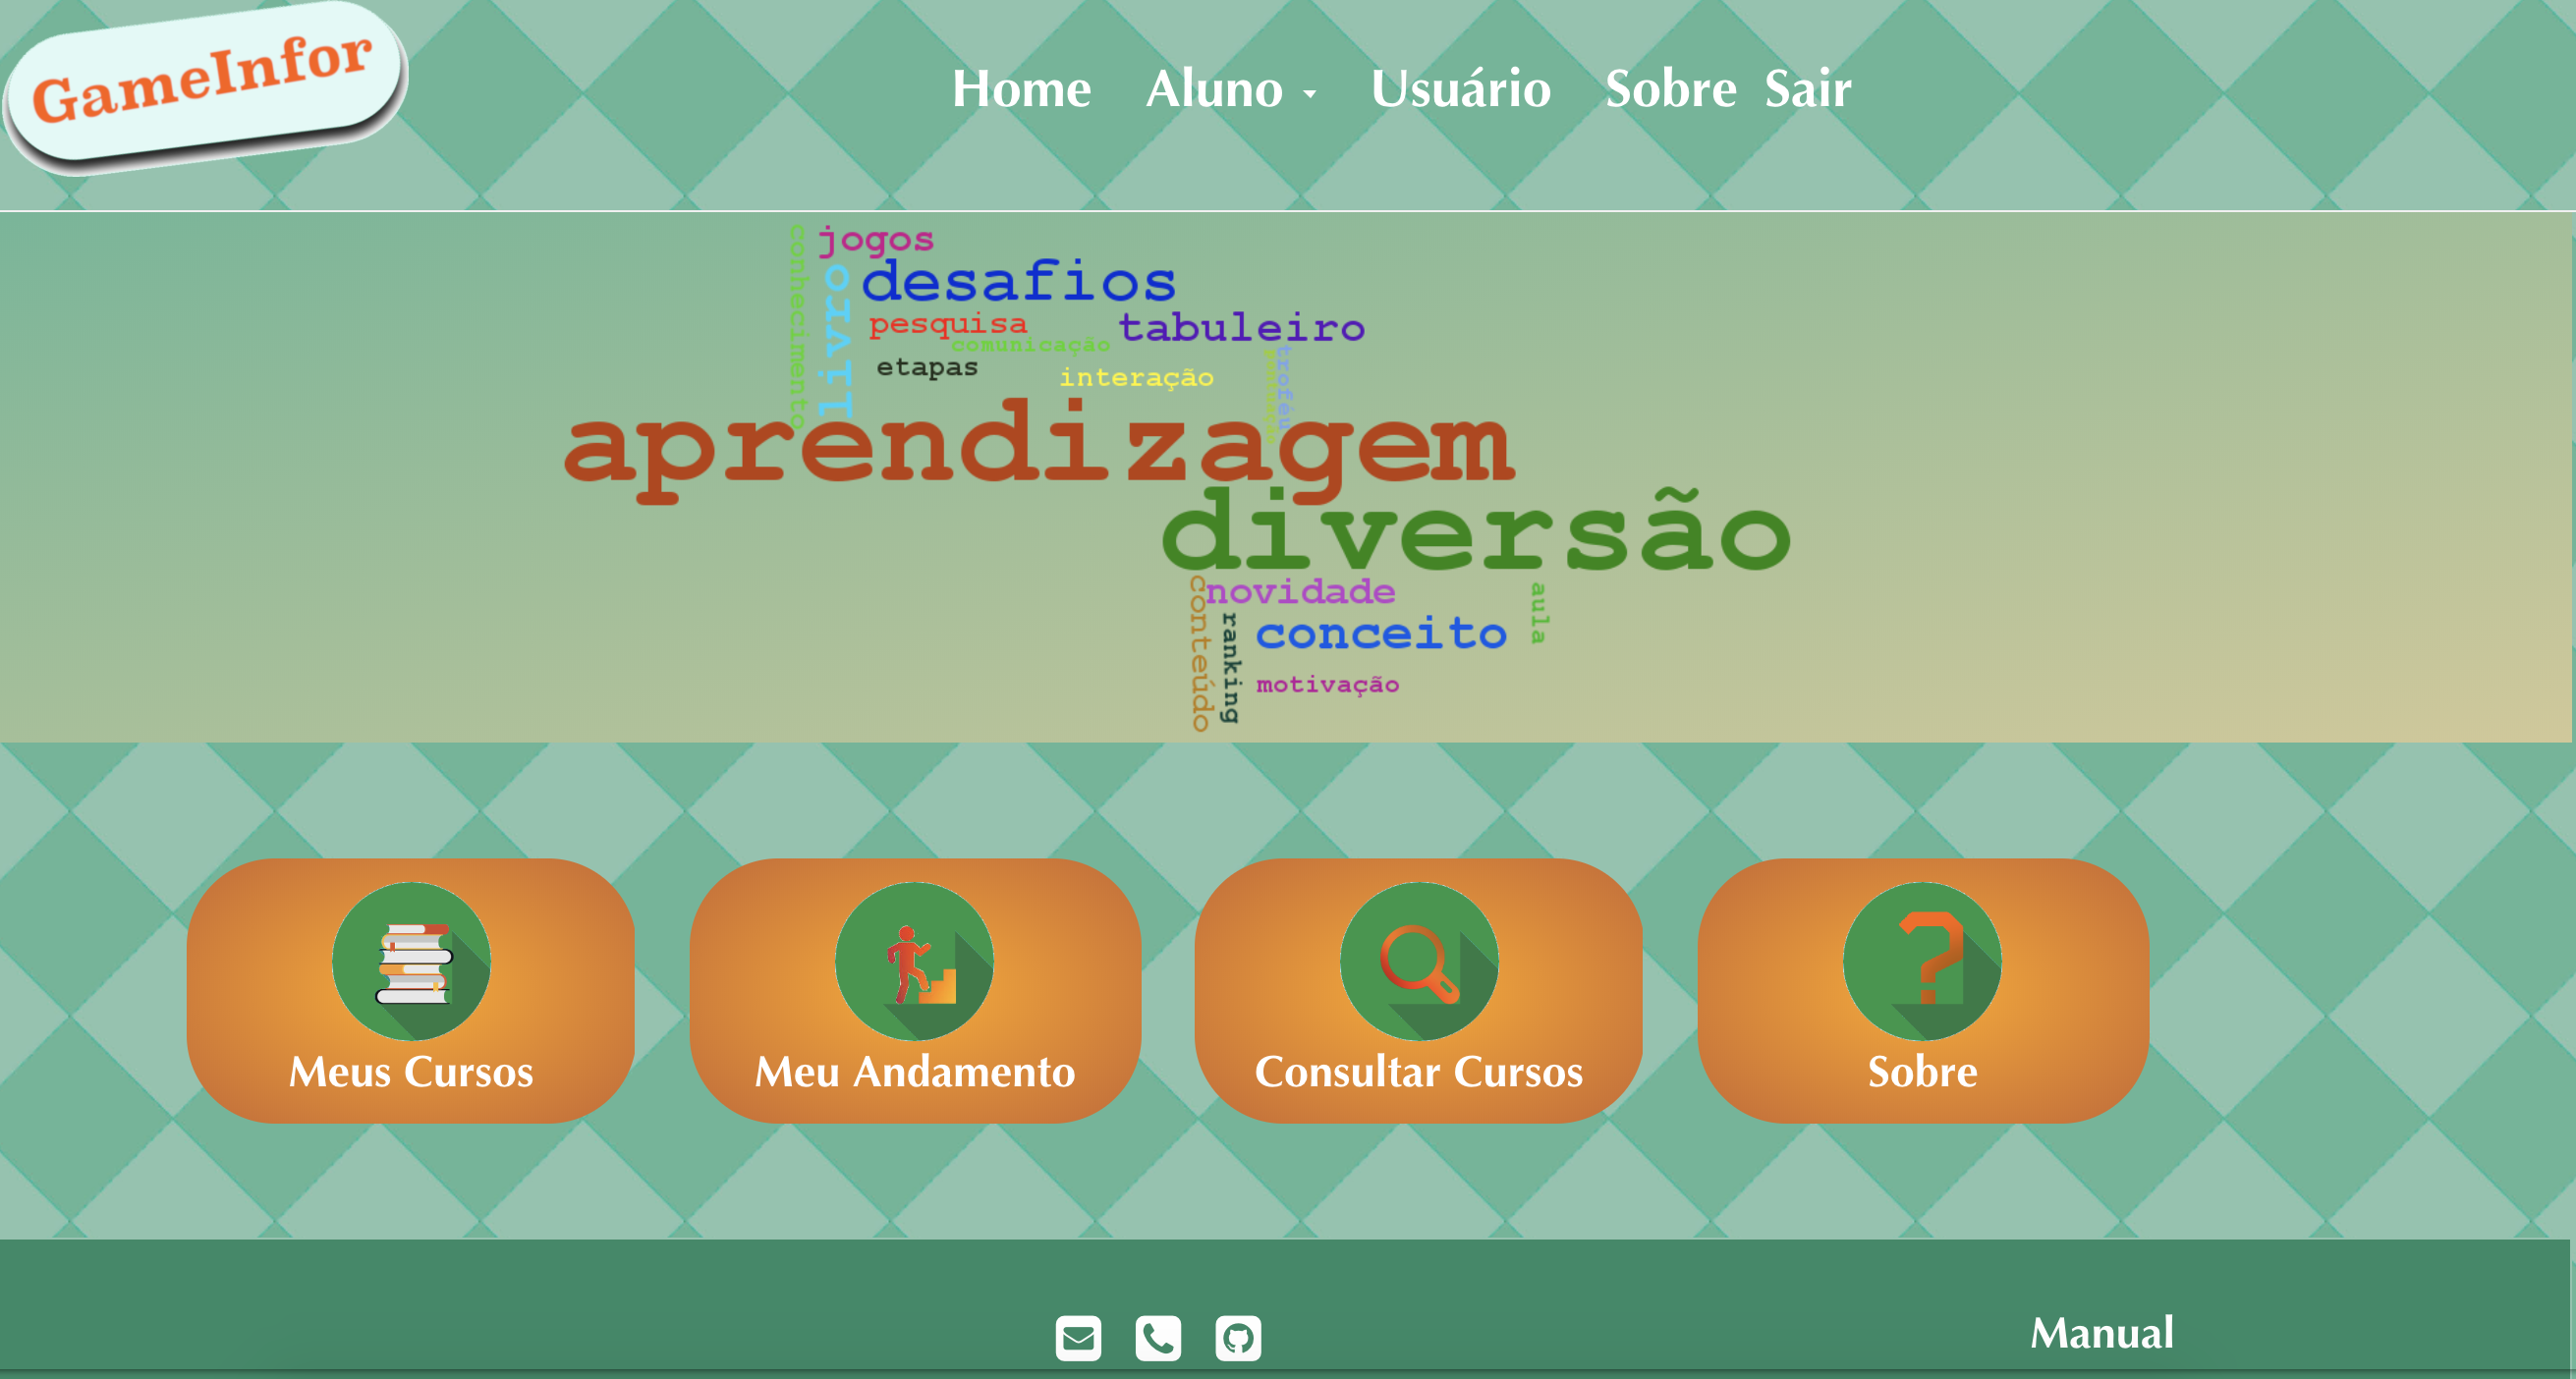 GameInfor
Home Aluno Usuário Sobre Sair
conhecimento
jogos
livro
desafios
pesquisa
tabuleiro
comunicação
etapas
interação
troféu
aprendizagem
diversão
novidade
conteúdo
ranking
conceito
aula
motivação
Meus Cursos
Meu Andamento
Consultar Cursos
Sobre
Manual